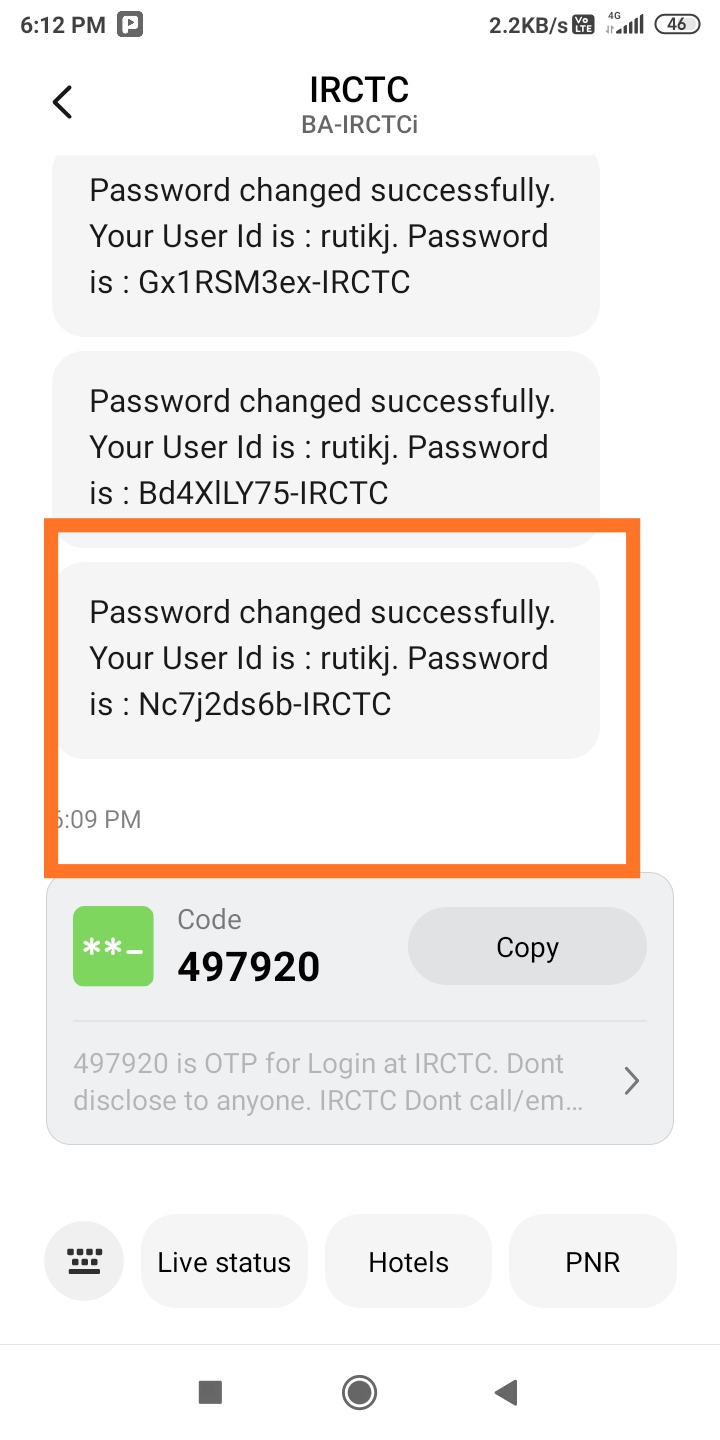 6:12 PM
2.2KB/s Vo LTE 4G 46
IRCTC
BA-IRCTCi
Password changed successfully.
Your User Id is : rutikj. Password
is : Gx1RSM3ex-IRCTC
Password changed successfully.
Your User Id is : rutikj. Password
is : Bd4XlLY75-IRCTC
Password changed successfully.
Your User Id is : rutikj. Password
is : Nc7j2ds6b-IRCTC
6:09 PM
Code
**_
497920
Copy
497920 is OTP for Login at IRCTC. Dont
disclose to anyone. IRCTC Dont call/em...
Live status
Hotels
PNR